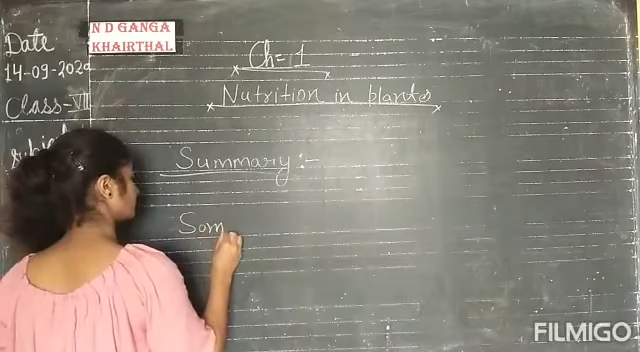 N D GANGA
KHAIRTHAL
Date
14-09-2020
Class-VII
Ch=1
Nutrition in plants
Summary :-
Som
FILMIGO